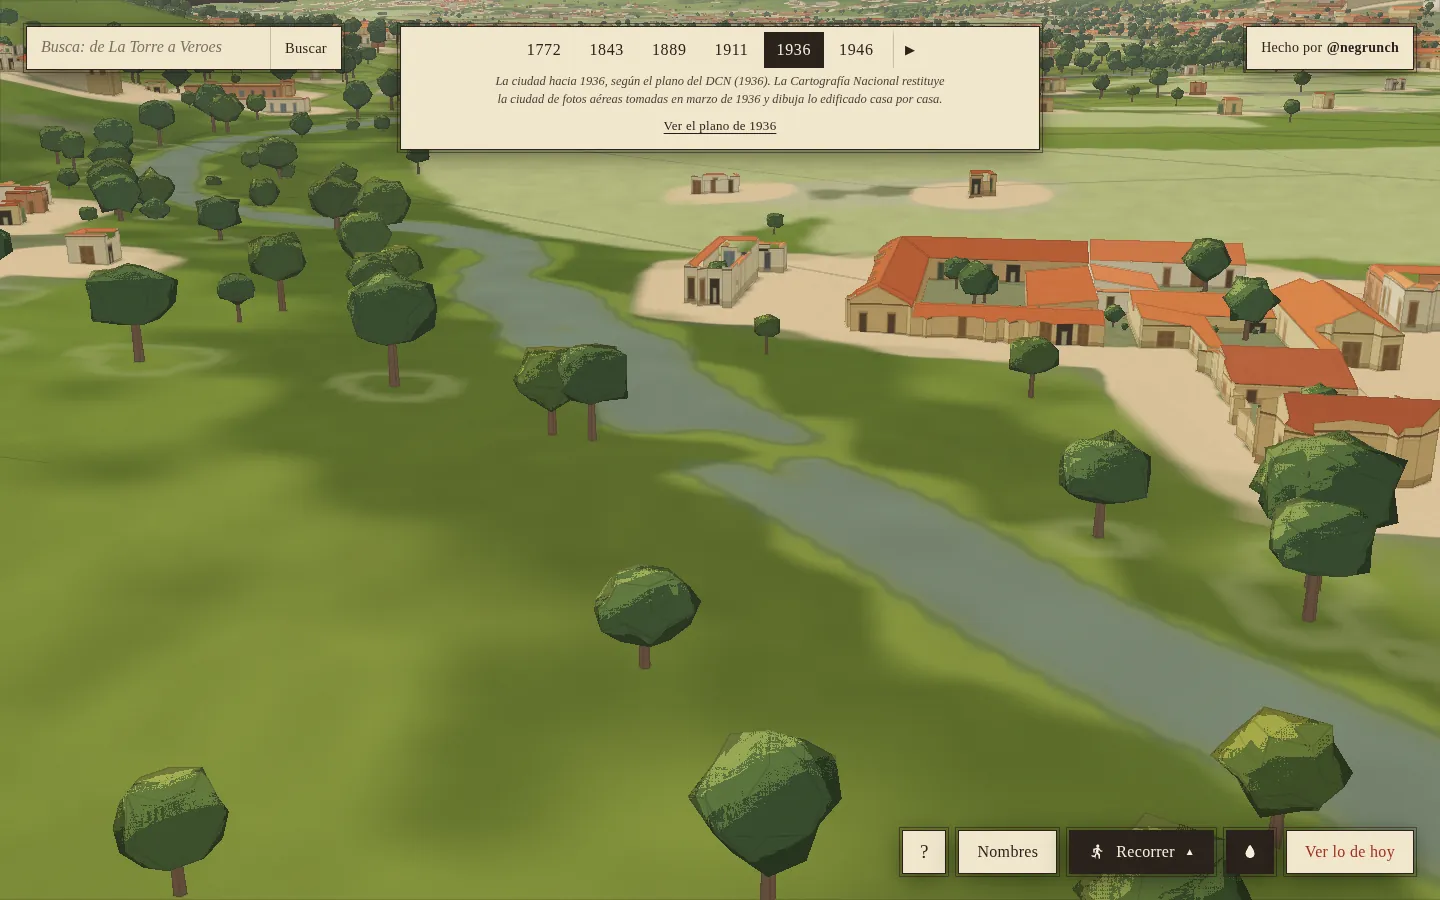 Busca: de La Torre a Veroes
Buscar
1772 1843 1889 1911 1936 1946 ▶
La ciudad hacia 1936, según el plano del DCN (1936). La Cartografía Nacional restituye
la ciudad de fotos aéreas tomadas en marzo de 1936 y dibuja lo edificado casa por casa.
Ver el plano de 1936
Hecho por @negrunch
?
Nombres
Recorrer ▲
Ver lo de hoy